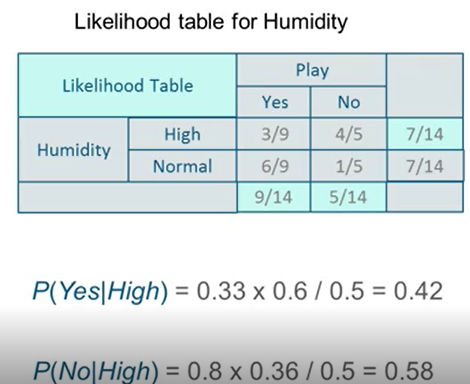 Likelihood table for Humidity
Likelihood Table
Play
Yes No
Humidity
High 3/9 4/5 7/14
Normal 6/9 1/5 7/14
9/14 5/14
P(Yes|High) = 0.33 x 0.6 / 0.5 = 0.42
P(No|High) = 0.8 x 0.36 / 0.5 = 0.58